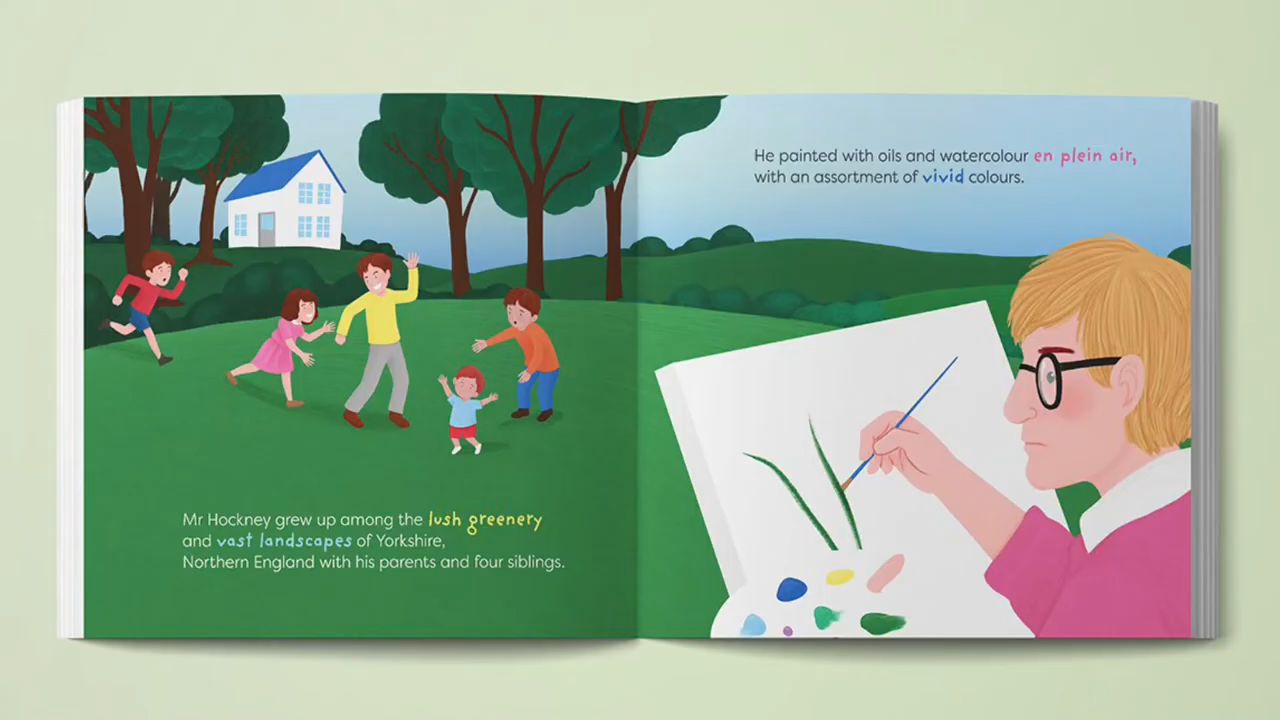 Mr Hockney grew up among the lush greenery
and vast landscapes of Yorkshire,
Northern England with his parents and four siblings.
He painted with oils and watercolour en plein air,
with an assortment of vivid colours.